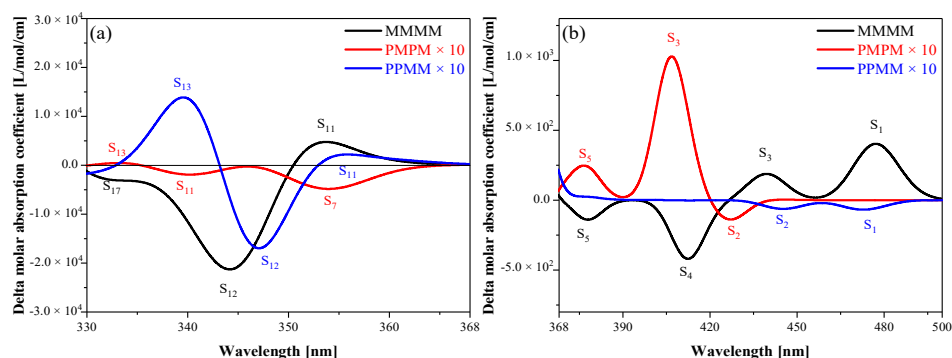 (a)
MMMM
PMPM × 10
PPMM × 10
Delta molar absorption coefficient [L/mol/cm]
3.0 × 10⁴
2.0 × 10⁴
1.0 × 10⁴
0.0
-1.0 × 10⁴
-2.0 × 10⁴
-3.0 × 10⁴
S₁₃
S₁₁
S₁₃
S₁₇
S₁₁
S₁₁
S₇
S₁₂
S₁₂
330
340
350
360
368
Wavelength [nm]
(b)
MMMM
PMPM × 10
PPMM × 10
Delta molar absorption coefficient [L/mol/cm]
1.0 × 10³
5.0 × 10²
0.0
-5.0 × 10²
S₃
S₁
S₅
S₃
S₅
S₂
S₂
S₁
S₄
368
390
420
450
480
500
Wavelength [nm]